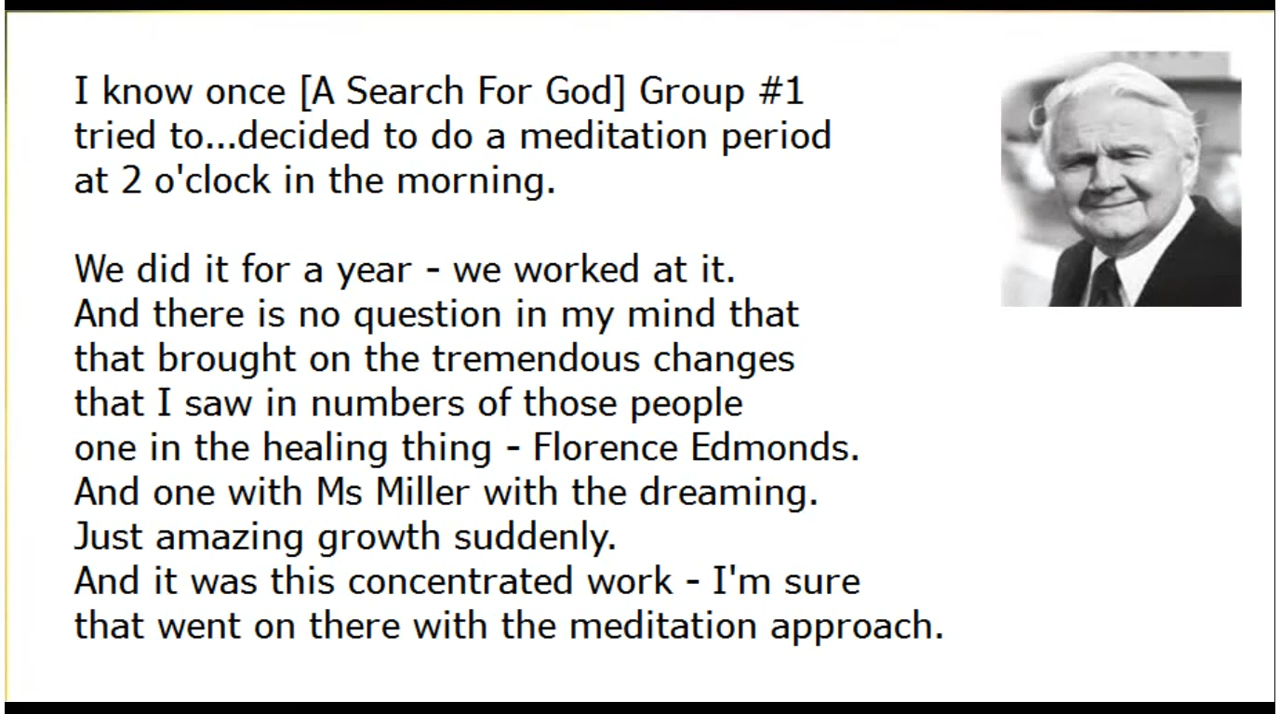 I know once [A Search For God] Group #1
tried to...decided to do a meditation period
at 2 o'clock in the morning.
We did it for a year - we worked at it.
And there is no question in my mind that
that brought on the tremendous changes
that I saw in numbers of those people
one in the healing thing - Florence Edmonds.
And one with Ms Miller with the dreaming.
Just amazing growth suddenly.
And it was this concentrated work - I'm sure
that went on there with the meditation approach.